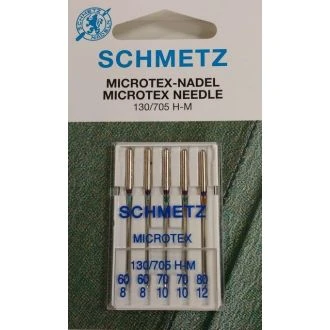 SCHMETZ
MICROTEX-NADEL
MICROTEX NEEDLE
130/705 H-M
SCHMETZ
MICROTEX
130/705 H-M
60 60 70 70 80
8 8 10 10 12